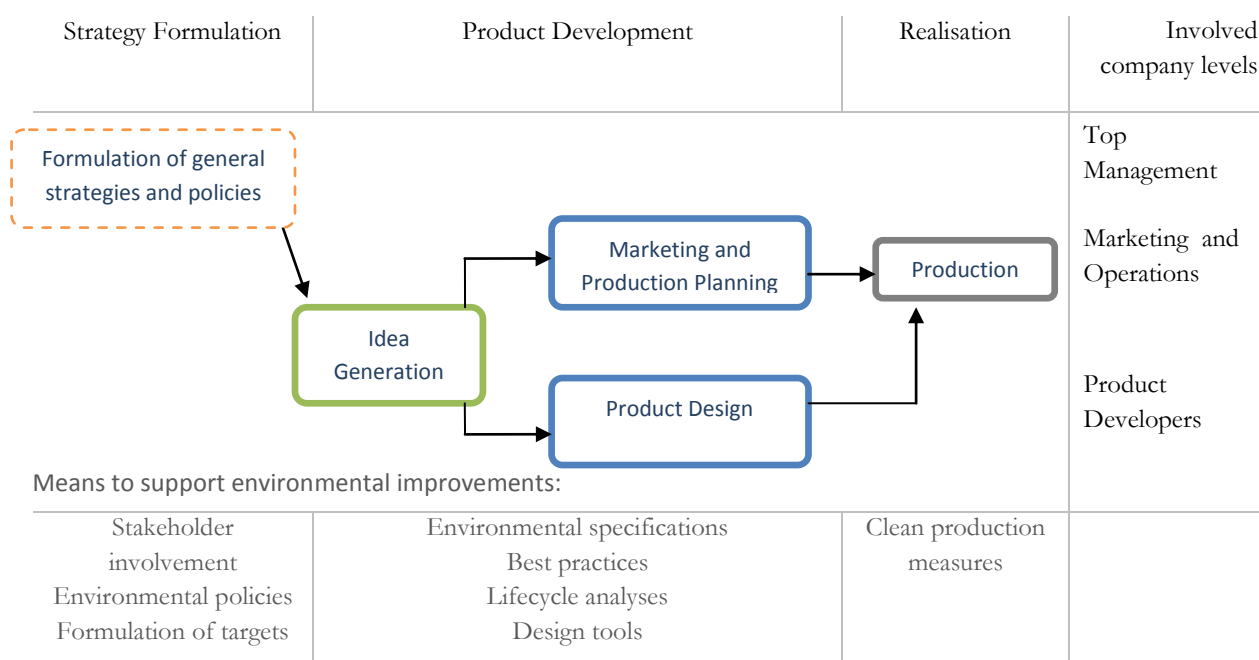 Strategy Formulation
Product Development
Realisation
Involved
company levels
Formulation of general
strategies and policies
Top
Management
Marketing and
Production Planning
Production
Marketing and
Operations
Idea
Generation
Product Design
Product
Developers
Means to support environmental improvements:
Stakeholder
involvement
Environmental policies
Formulation of targets
Environmental specifications
Best practices
Lifecycle analyses
Design tools
Clean production
measures